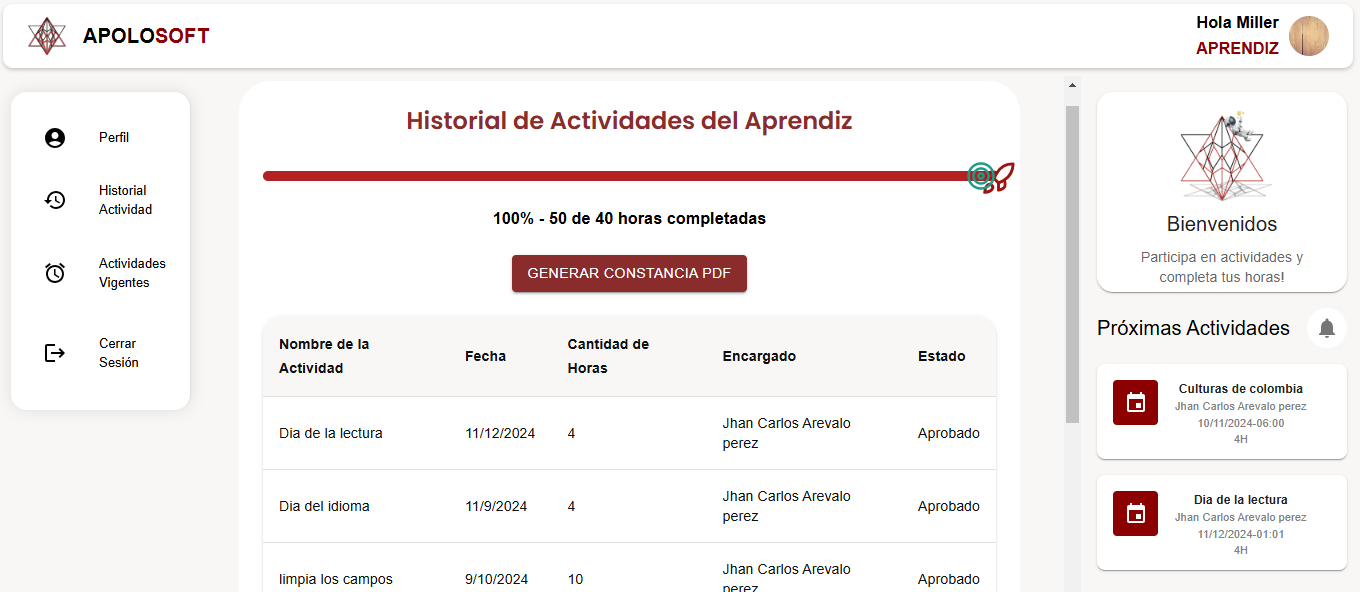 APOLOSOFT
Hola Miller
APRENDIZ
Perfil
Historial
Actividad
Actividades
Vigentes
Cerrar
Sesión
Historial de Actividades del Aprendiz
100% - 50 de 40 horas completadas
GENERAR CONSTANCIA PDF
Nombre de la
Actividad
Fecha
Cantidad de
Horas
Encargado
Estado
Dia de la lectura
11/12/2024
4
Jhan Carlos Arevalo
perez
Aprobado
Dia del idioma
11/9/2024
4
Jhan Carlos Arevalo
perez
Aprobado
limpia los campos
9/10/2024
10
Jhan Carlos Arevalo
perez
Aprobado
Bienvenidos
Participa en actividades y
completa tus horas!
Próximas Actividades
Culturas de colombia
Jhan Carlos Arevalo perez
10/11/2024-06:00
4H
Dia de la lectura
Jhan Carlos Arevalo perez
11/12/2024-01:01
4H